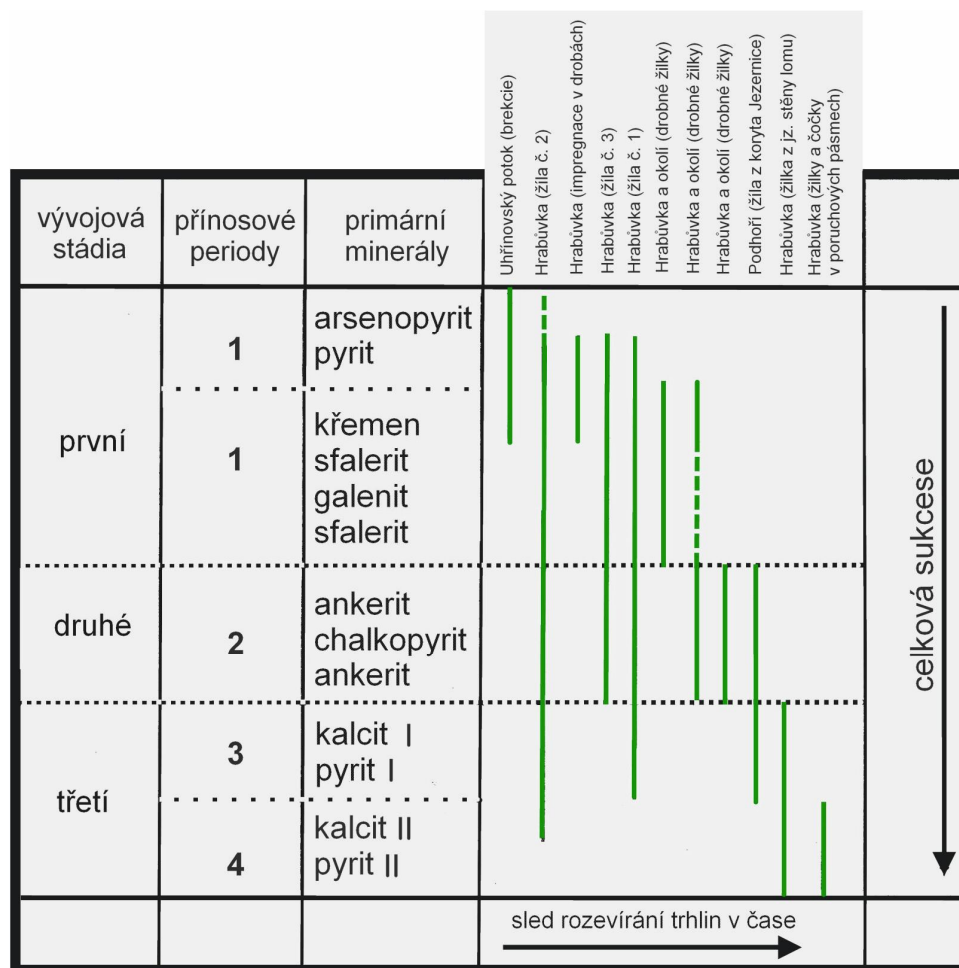 Uhřinovský potok (brekcie)
Hrabůvka (žíla č. 2)
Hrabůvka (impregnace v drobách)
Hrabůvka (žíla č. 3)
Hrabůvka (žíla č. 1)
Hrabůvka a okolí (drobné žilky)
Hrabůvka a okolí (drobné žilky)
Hrabůvka a okolí (drobné žilky)
Podhoří (žíla z koryta Jezernice)
Hrabůvka (žilka z jz. stěny lomu)
Hrabůvka (žilky a čočky
v poruchových pásmech)
vývojová
stádia
přínosové
periody
primární
minerály
první
1
arsenopyrit
pyrit
1
křemen
sfalerit
galenit
sfalerit
druhé
2
ankerit
chalkopyrit
ankerit
třetí
3
kalcit I
pyrit I
4
kalcit II
pyrit II
celková sukcese
sled rozevírání trhlin v čase